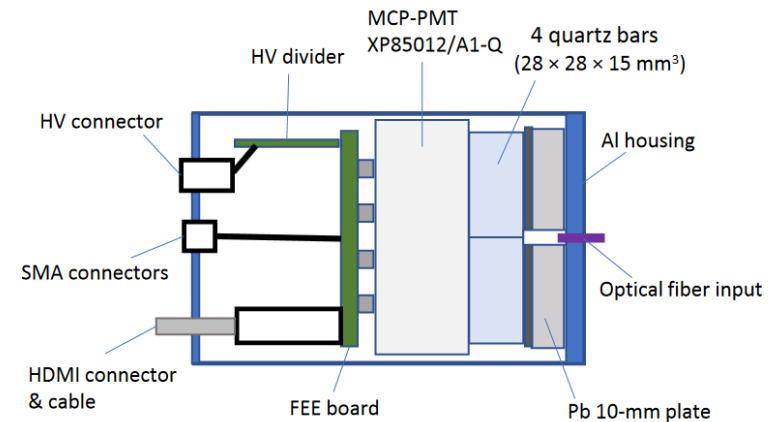 MCP-PMT
XP85012/A1-Q
4 quartz bars
(28 × 28 × 15 mm³)
HV divider
HV connector
Al housing
SMA connectors
Optical fiber input
HDMI connector
& cable
FEE board
Pb 10-mm plate